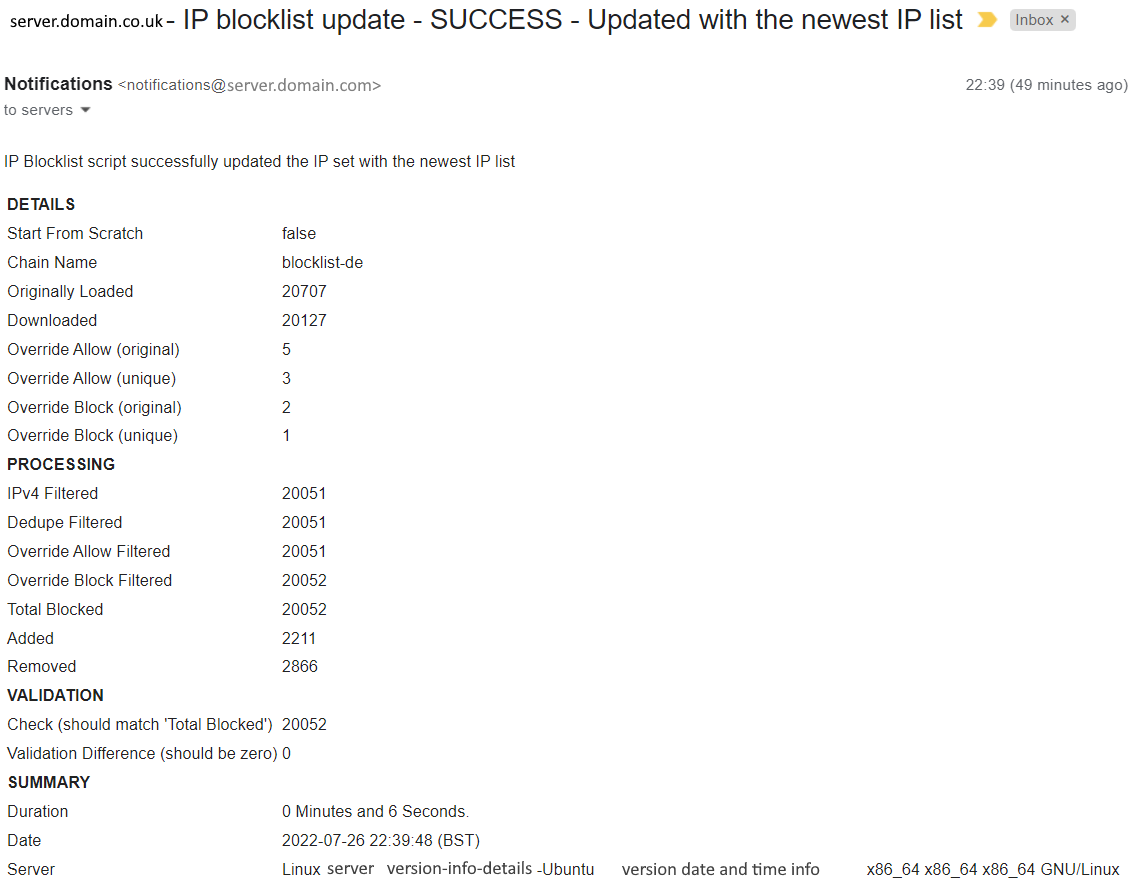 server.domain.co.uk - IP blocklist update - SUCCESS - Updated with the newest IP list Inbox ×
Notifications <notifications@server.domain.com> 22:39 (49 minutes ago)
to servers
IP Blocklist script successfully updated the IP set with the newest IP list
DETAILS
Start From Scratch false
Chain Name blocklist-de
Originally Loaded 20707
Downloaded 20127
Override Allow (original) 5
Override Allow (unique) 3
Override Block (original) 2
Override Block (unique) 1
PROCESSING
IPv4 Filtered 20051
Dedupe Filtered 20051
Override Allow Filtered 20051
Override Block Filtered 20052
Total Blocked 20052
Added 2211
Removed 2866
VALIDATION
Check (should match 'Total Blocked') 20052
Validation Difference (should be zero) 0
SUMMARY
Duration 0 Minutes and 6 Seconds.
Date 2022-07-26 22:39:48 (BST)
Server Linux server version-info-details -Ubuntu version date and time info x86_64 x86_64 x86_64 GNU/Linux